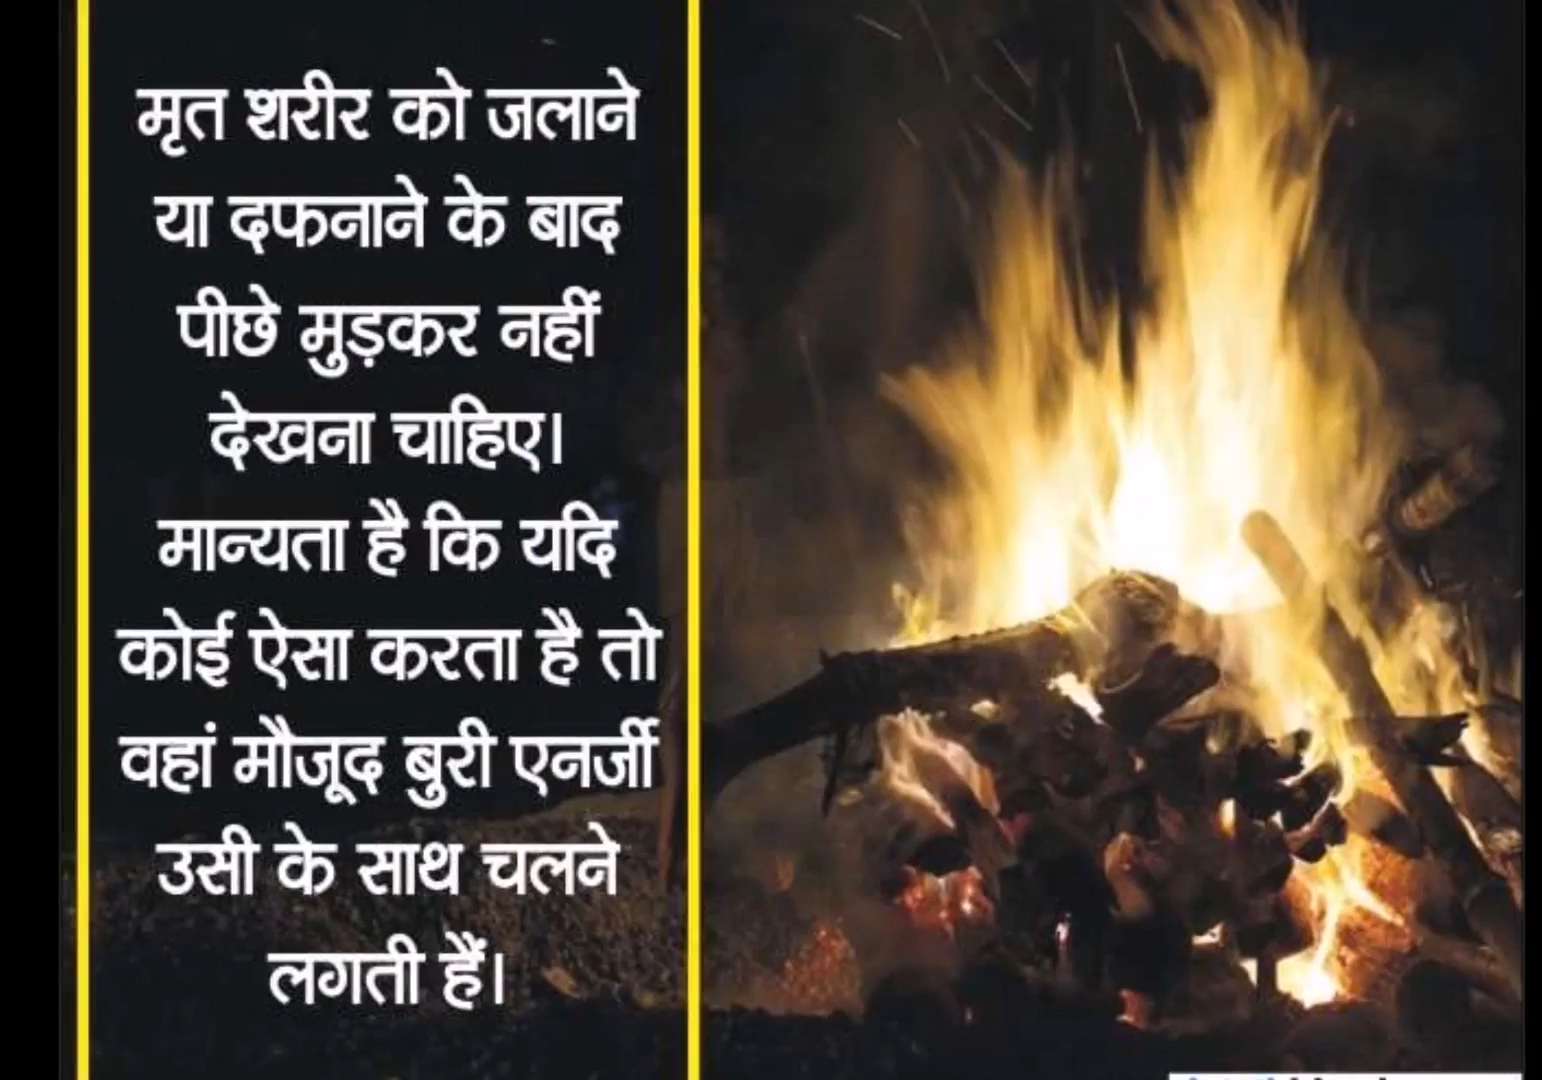 मृत शरीर को जलाने
या दफनाने के बाद
पीछे मुड़कर नहीं
देखना चाहिए।
मान्यता है कि यदि
कोई ऐसा करता है तो
वहां मौजूद बुरी एनर्जी
उसी के साथ चलने
लगती हैं।